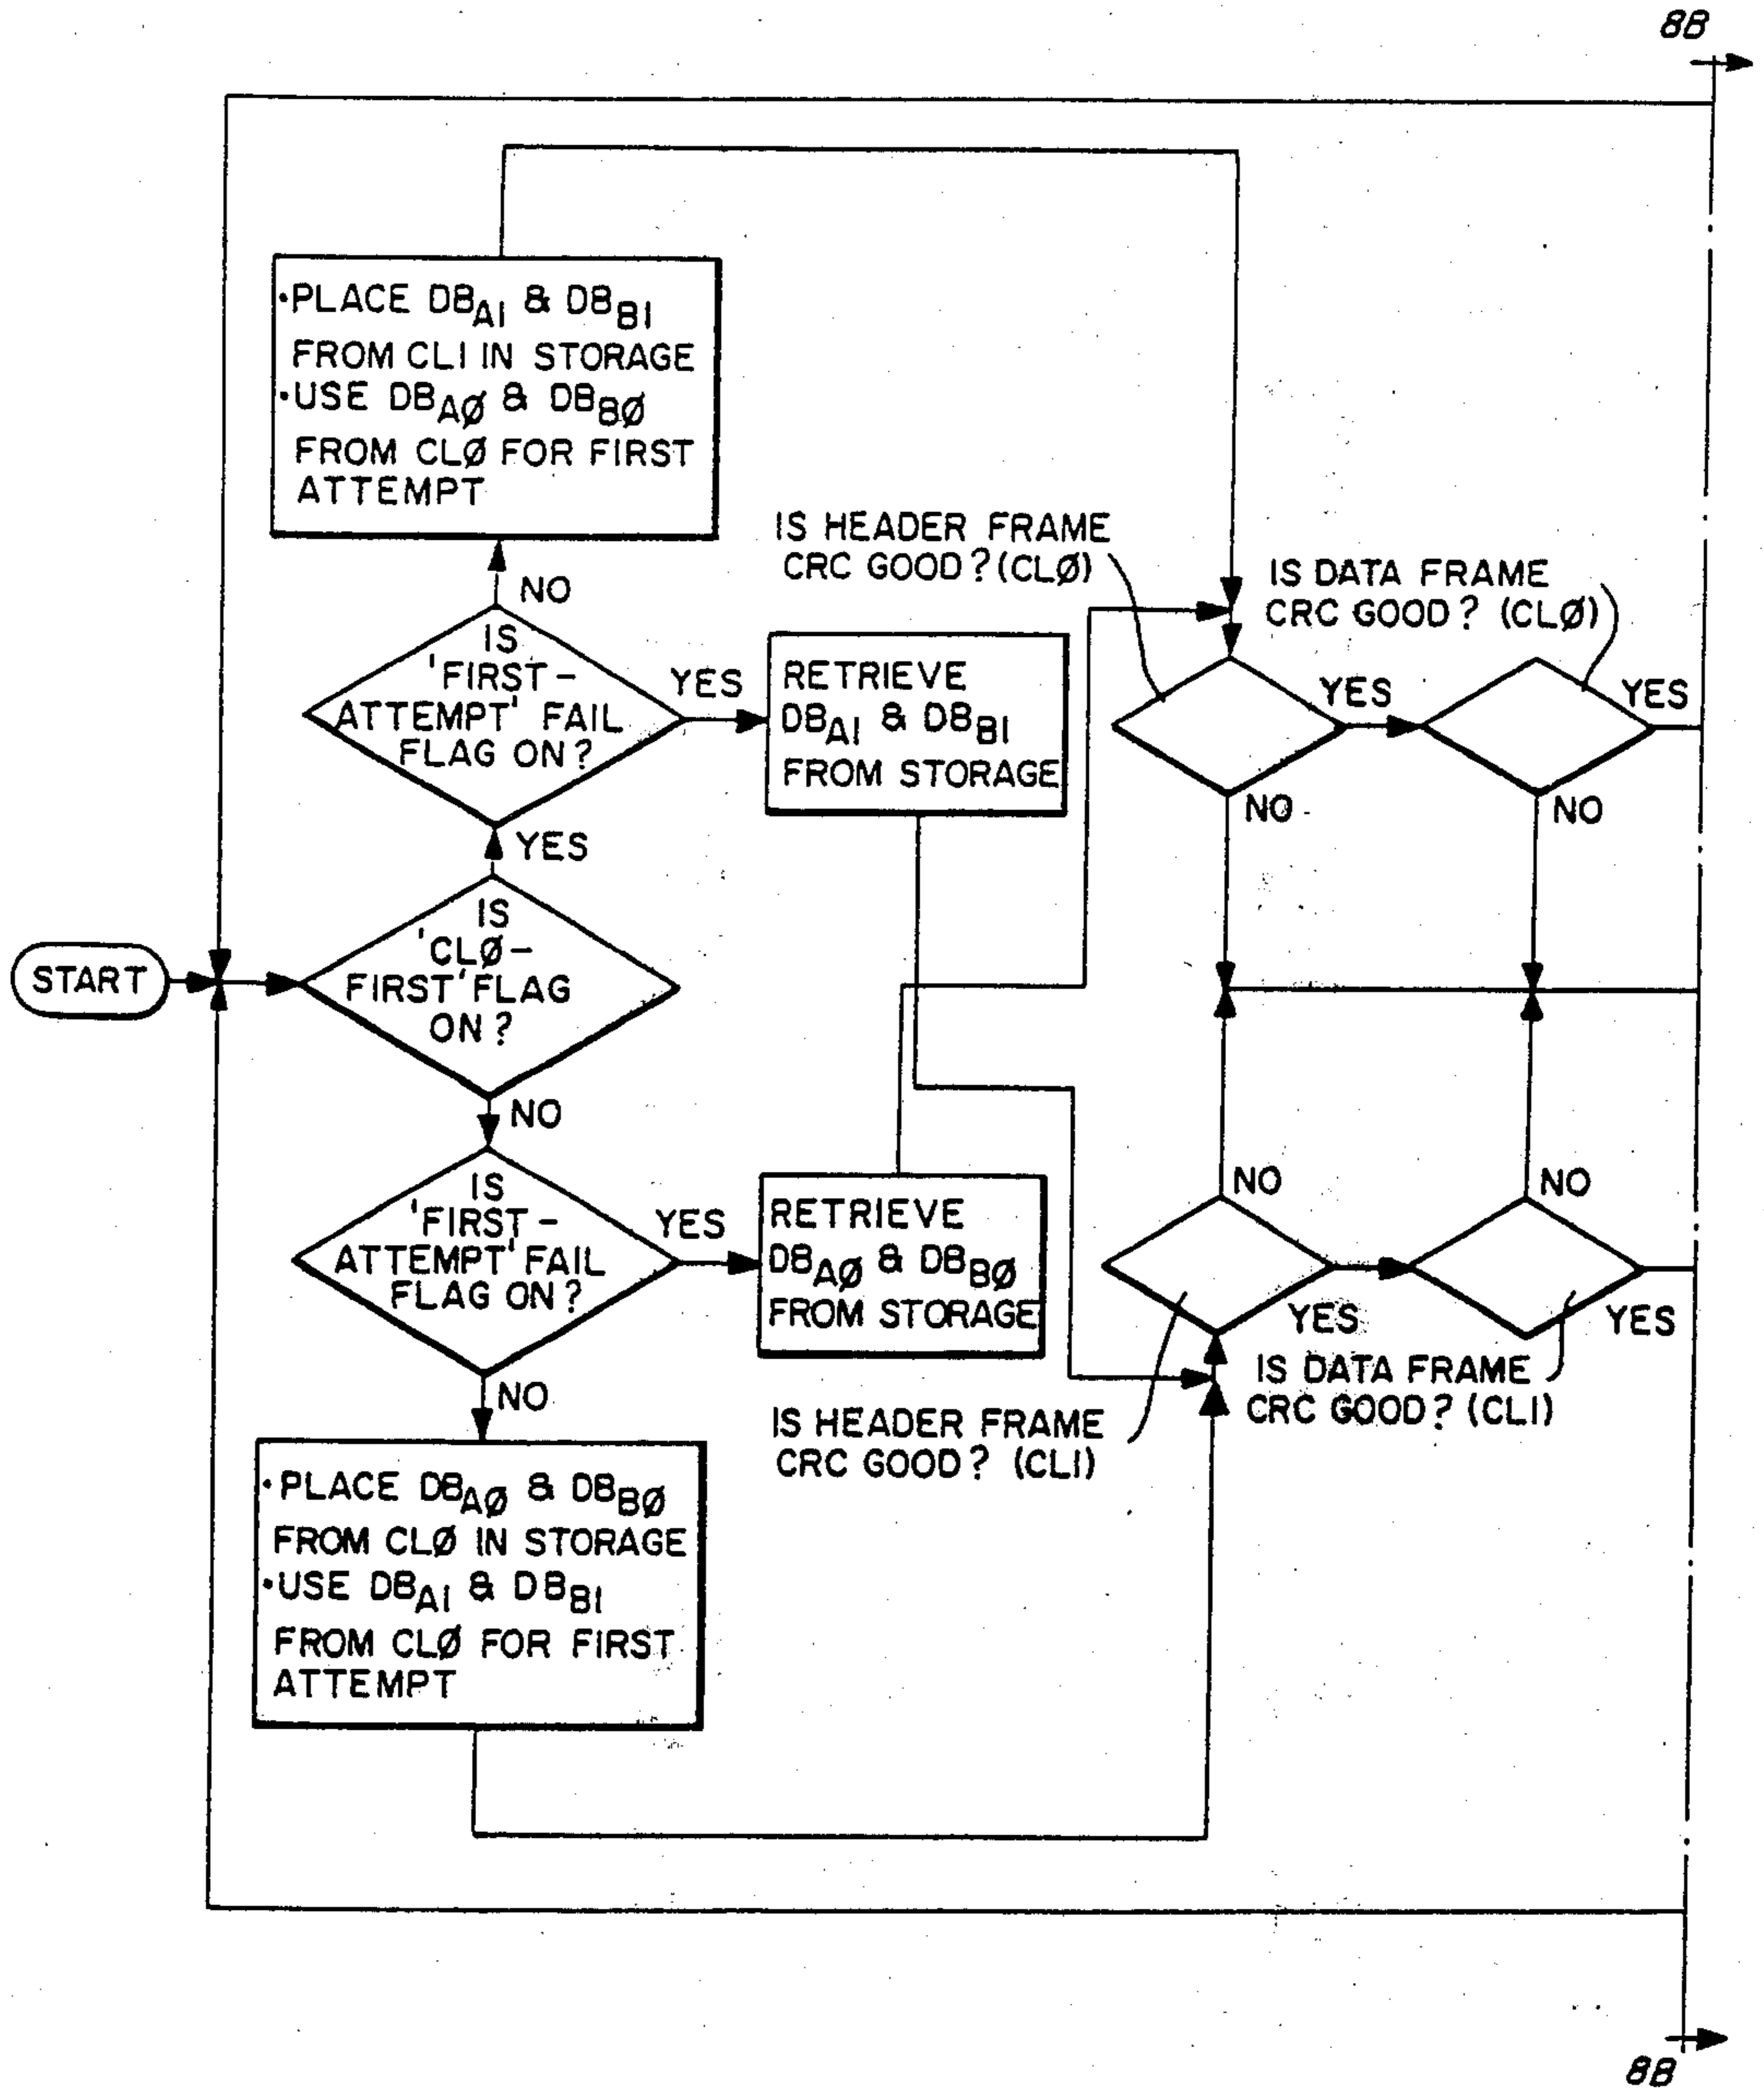 8B
·PLACE DBA1 & DBB1
FROM CL1 IN STORAGE
·USE DBAØ & DBBØ
FROM CLØ FOR FIRST
ATTEMPT
IS HEADER FRAME
CRC GOOD? (CLØ)
IS DATA FRAME
CRC GOOD? (CLØ)
NO
IS
'FIRST-
ATTEMPT' FAIL
FLAG ON?
YES
RETRIEVE
DBA1 & DBB1
FROM STORAGE
YES
YES
NO
NO
YES
START
IS
'CLØ-
FIRST' FLAG
ON?
NO
IS
'FIRST-
ATTEMPT' FAIL
FLAG ON?
YES
RETRIEVE
DBAØ & DBBØ
FROM STORAGE
NO
NO
YES
YES
IS HEADER FRAME
CRC GOOD? (CL1)
IS DATA FRAME
CRC GOOD? (CL1)
NO
·PLACE DBAØ & DBBØ
FROM CLØ IN STORAGE
·USE DBA1 & DBB1
FROM CLØ FOR FIRST
ATTEMPT
8B